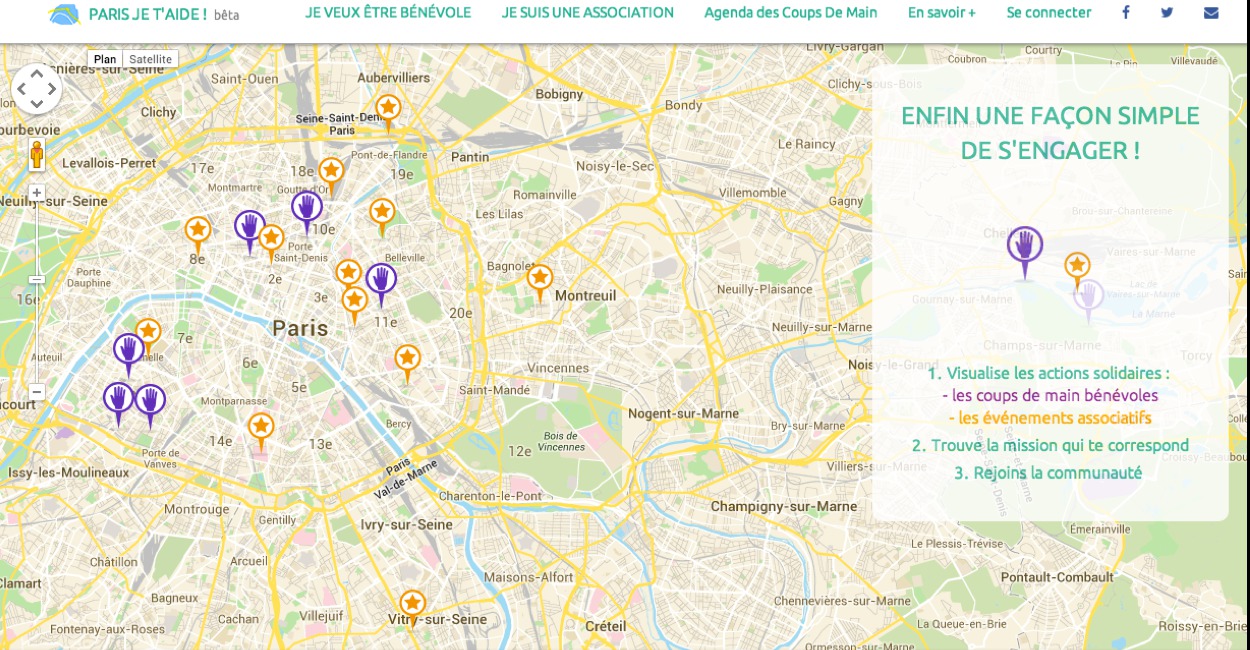 PARIS JE T'AIDE ! bêta
JE VEUX ÊTRE BÉNÉVOLE
JE SUIS UNE ASSOCIATION
Agenda des Coups De Main
En savoir +
Se connecter
Plan
Satellite
Livry-Gargan
Courtry
Coubron
Le Pin
Villevaudé
Saint-Ouen
Aubervilliers
Clichy-sous-Bois
Clichy
Bobigny
Bondy
Seine-Saint-Denis
Paris
Levallois-Perret
17e
18e
Pont-de-Flandre
Pantin
Noisy-le-Sec
Le Raincy
19e
Montmartre
Goutte d'Or
Romainville
Villemomble
Gagny
Neuilly-sur-Seine
Les Lilas
10e
8e
Porte
Saint-Denis
Belleville
Bagnolet
Porte
Dauphine
2e
3e
Montreuil
Neuilly-Plaisance
16e
Paris
11e
20e
Neuilly-sur-Marne
7e
Auteuil
6e
5e
Vincennes
Noisy-le-Grand
Saint-Mandé
Montparnasse
Nogent-sur-Marne
Bry-sur-Marne
Bercy
14e
13e
12e
Bois de
Vincennes
Porte de
Vanves
Paris
Val-de-Marne
Issy-les-Moulineaux
Villiers-sur-Marne
Charenton-le-Pont
Champigny-sur-Marne
Montrouge
Gentilly
Ivry-sur-Seine
Émerainville
Le Plessis-Trévise
Châtillon
Arcueil
Maisons-Alfort
Pontault-Combault
Clamart
Bagneux
Cachan
Villejuif
Vitry-sur-Seine
Créteil
Chennevières-sur-Marne
Fontenay-aux-Roses
La Queue-en-Brie
Roissy-en-Brie
ENFIN UNE FAÇON SIMPLE
DE S'ENGAGER !
Brou-sur-Chantereine
Vaires-sur-Marne
Lac de
Vaires-sur-Marne
La Marne
Gournay-sur-Marne
Champs-sur-Marne
Torcy
1. Visualise les actions solidaires :
- les coups de main bénévoles
- les événements associatifs
2. Trouve la mission qui te correspond
3. Rejoins la communauté